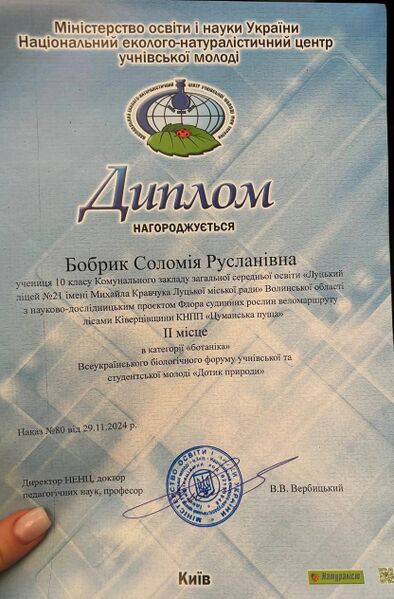 Міністерство освіти і науки України
Національний еколого-натуралістичний центр
учнівської молоді
Диплом
НАГОРОДЖУЄТЬСЯ
Бобрик Соломія Русланівна
учениця 10 класу Комунального закладу загальної середньої освіти «Луцький
ліцей №21 імені Михайла Кравчука Луцької міської ради» Волинської області
з науково-дослідницьким проєктом Флора судинних рослин веломаршруту
лісами Ківерцівщини КНПП «Цуманська пуща»
ІІ місце
в категорії «ботаніка»
Всеукраїнського біологічного форуму учнівської та
студентської молоді «Дотик природи»
Наказ №80 від 29.11.2024 р.
Директор НЕНЦ, доктор
педагогічних наук, професор
В.В. Вербицький
Київ
Натураліст